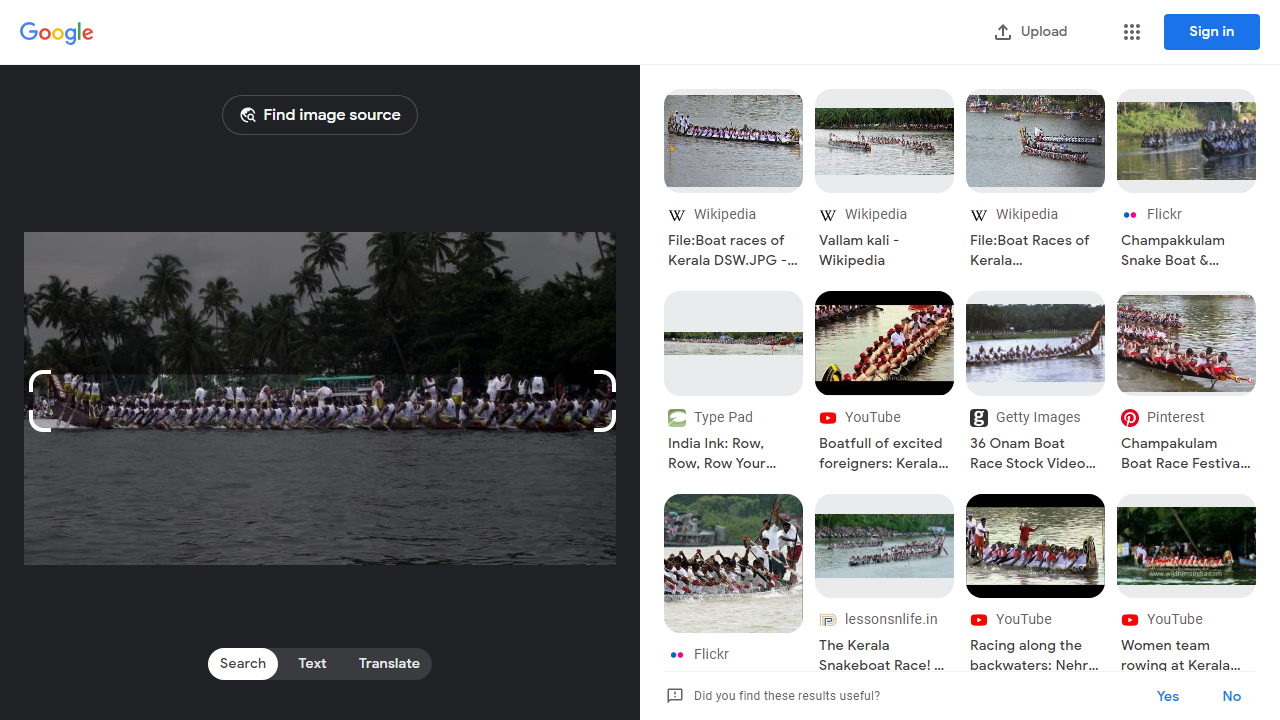 Google
Upload
Sign in
Find image source
Search
Text
Translate
Wikipedia
File:Boat races of
Kerala DSW.JPG -...
Wikipedia
Vallam kali -
Wikipedia
Wikipedia
File:Boat Races of
Kerala...
Flickr
Champakkulam
Snake Boat &...
Type Pad
India Ink: Row,
Row, Row Your...
YouTube
Boatfull of excited
foreigners: Kerala...
Getty Images
36 Onam Boat
Race Stock Video...
Pinterest
Champakulam
Boat Race Festiva...
Flickr
lessonsnlife.in
The Kerala
Snakeboat Race! ...
YouTube
Racing along the
backwaters: Nehr...
www.wildfilmsindia.com
YouTube
Women team
rowing at Kerala...
Did you find these results useful?
Yes
No